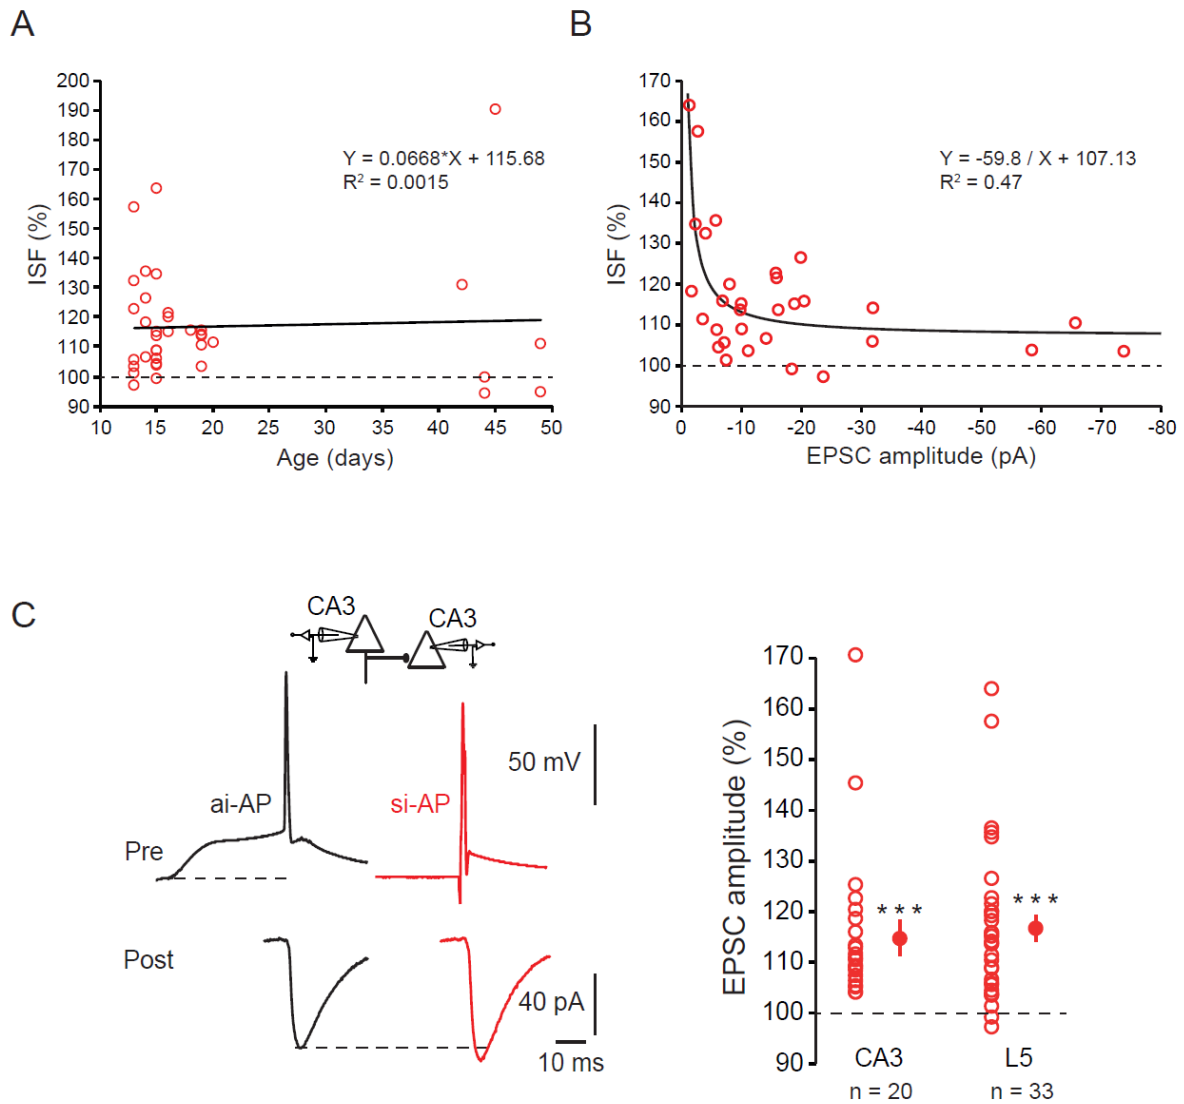 A
200
190
180
170
160
150
140
130
120
110
100
90
ISF (%)
Y = 0.0668*X + 115.68
R² = 0.0015
10 15 20 25 30 35 40 45 50
Age (days)
B
170
160
150
140
130
120
110
100
90
ISF (%)
Y = -59.8 / X + 107.13
R² = 0.47
0 -10 -20 -30 -40 -50 -60 -70 -80
EPSC amplitude (pA)
C
CA3
CA3
50 mV
ai-AP
si-AP
Pre
Post
40 pA
10 ms
170
160
150
140
130
120
110
100
90
EPSC amplitude (%)
***
***
CA3 L5
n = 20 n = 33